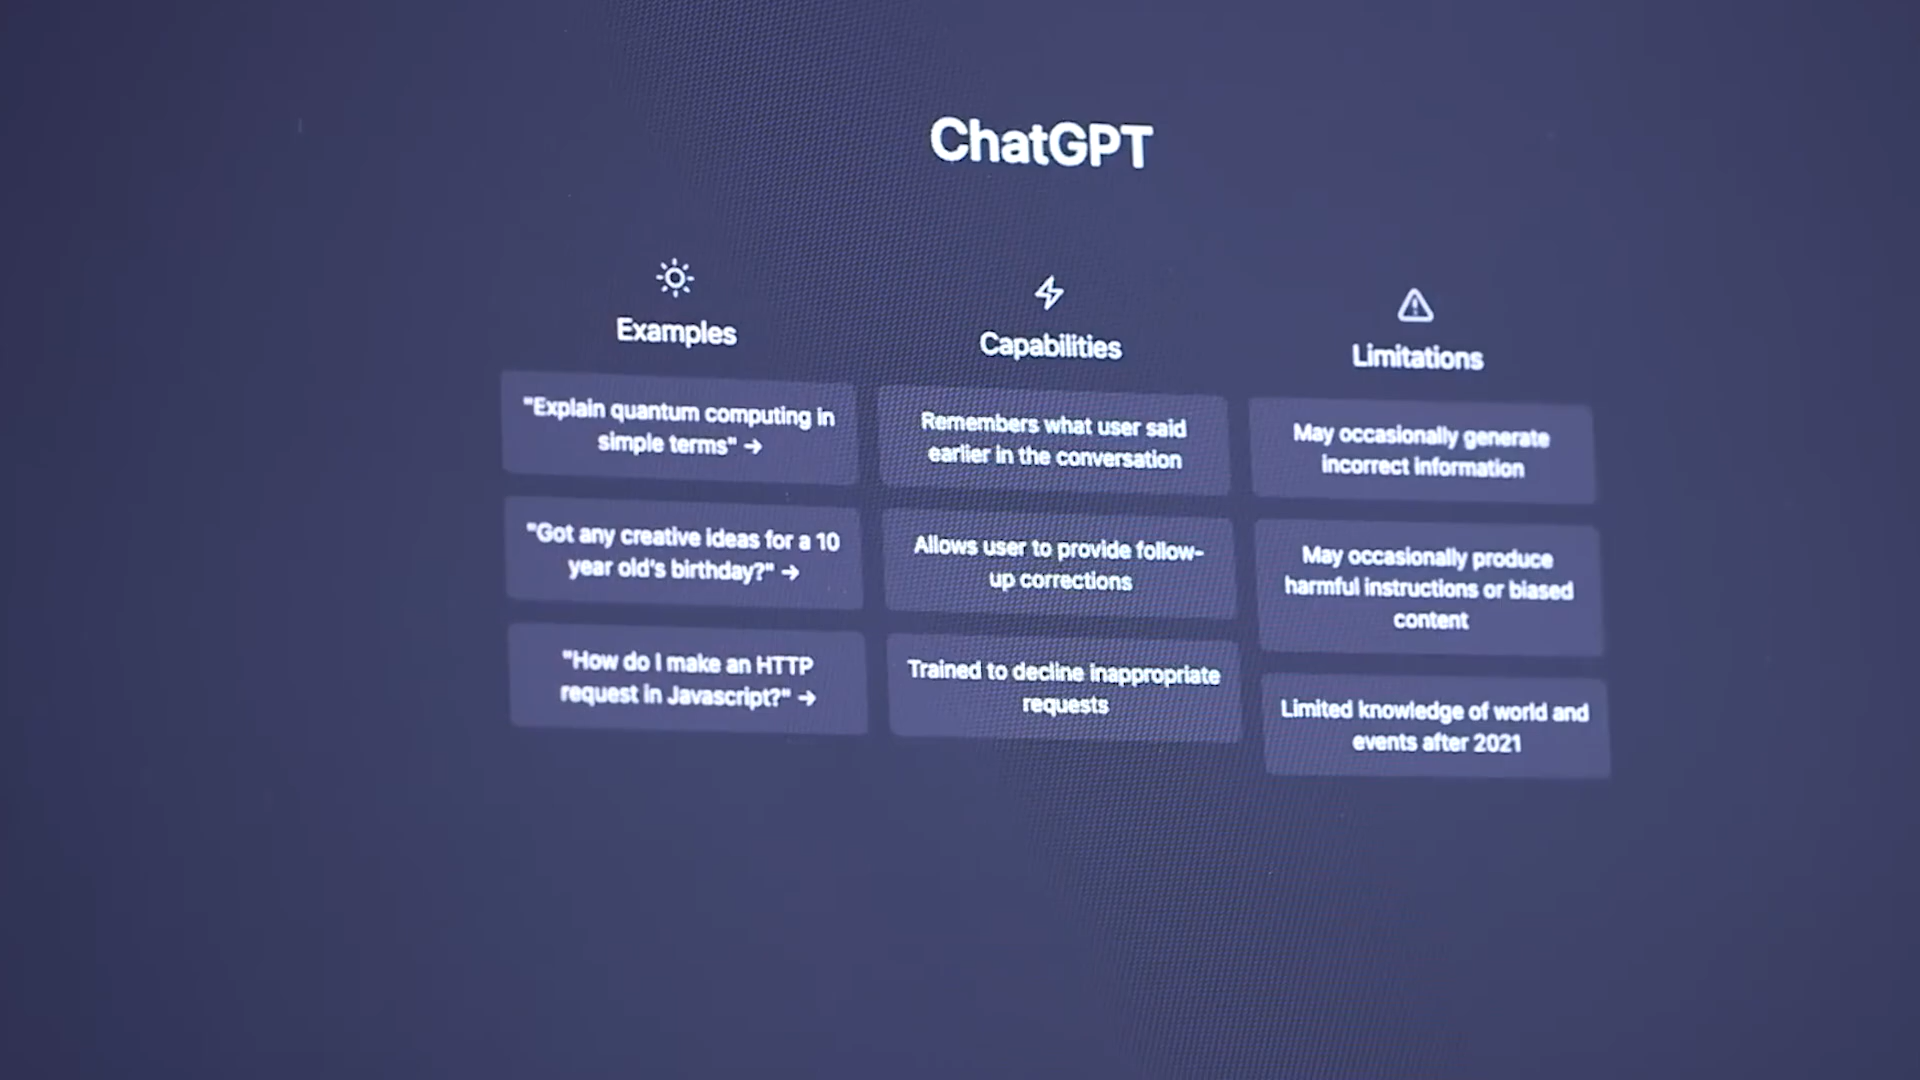 ChatGPT
Examples
"Explain quantum computing in
simple terms" →
"Got any creative ideas for a 10
year old's birthday?" →
"How do I make an HTTP
request in Javascript?" →
Capabilities
Remembers what user said
earlier in the conversation
Allows user to provide follow-
up corrections
Trained to decline inappropriate
requests
Limitations
May occasionally generate
incorrect information
May occasionally produce
harmful instructions or biased
content
Limited knowledge of world and
events after 2021